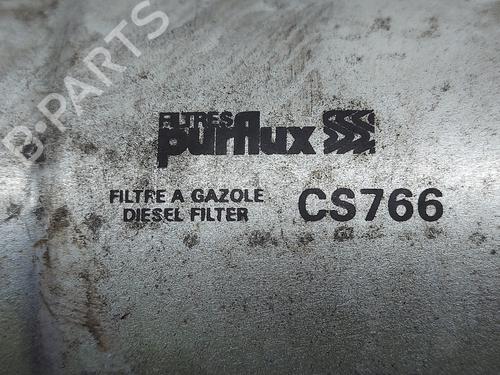 B-PARTS
FILTRES
purflux
FILTRE A GAZOLE
DIESEL FILTER
CS766